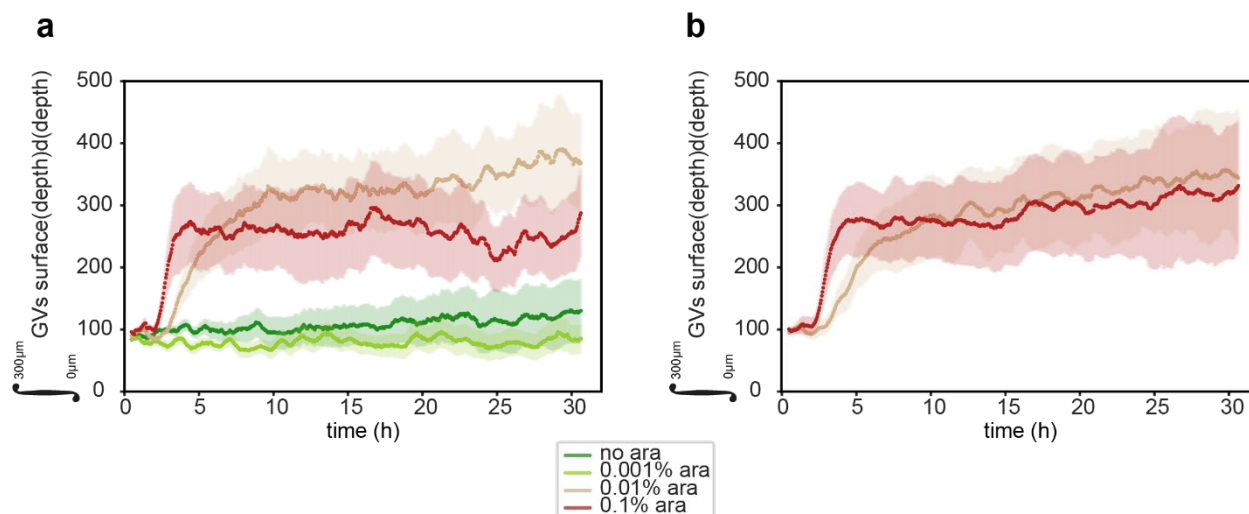 a
b
GVs surface(depth)d(depth)
300µm
0µm
500
400
300
200
100
0
0
5
10
15
20
25
30
time (h)
GVs surface(depth)d(depth)
300µm
0µm
500
400
300
200
100
0
0
5
10
15
20
25
30
time (h)
no ara
0.001% ara
0.01% ara
0.1% ara